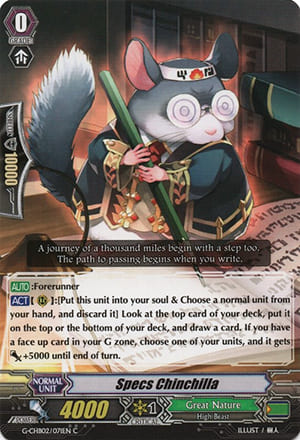 0
GRADE
10000
SHIELD
A journey of a thousand miles begin with a step too.
The path to passing begins when you write.
AUTO :Forerunner
ACT[ ]:[Put this unit into your soul & Choose a normal unit from
your hand, and discard it] Look at the top card of your deck, put it
on the top or the bottom of your deck, and draw a card. If you have
a face up card in your G zone, choose one of your units, and it gets
+5000 until end of turn.
NORMAL
UNIT
Specs Chinchilla
POWER
4000
1
CRITICAL
Great Nature
High Beast
G-CHB02/071EN C
ILLUST / 獣人